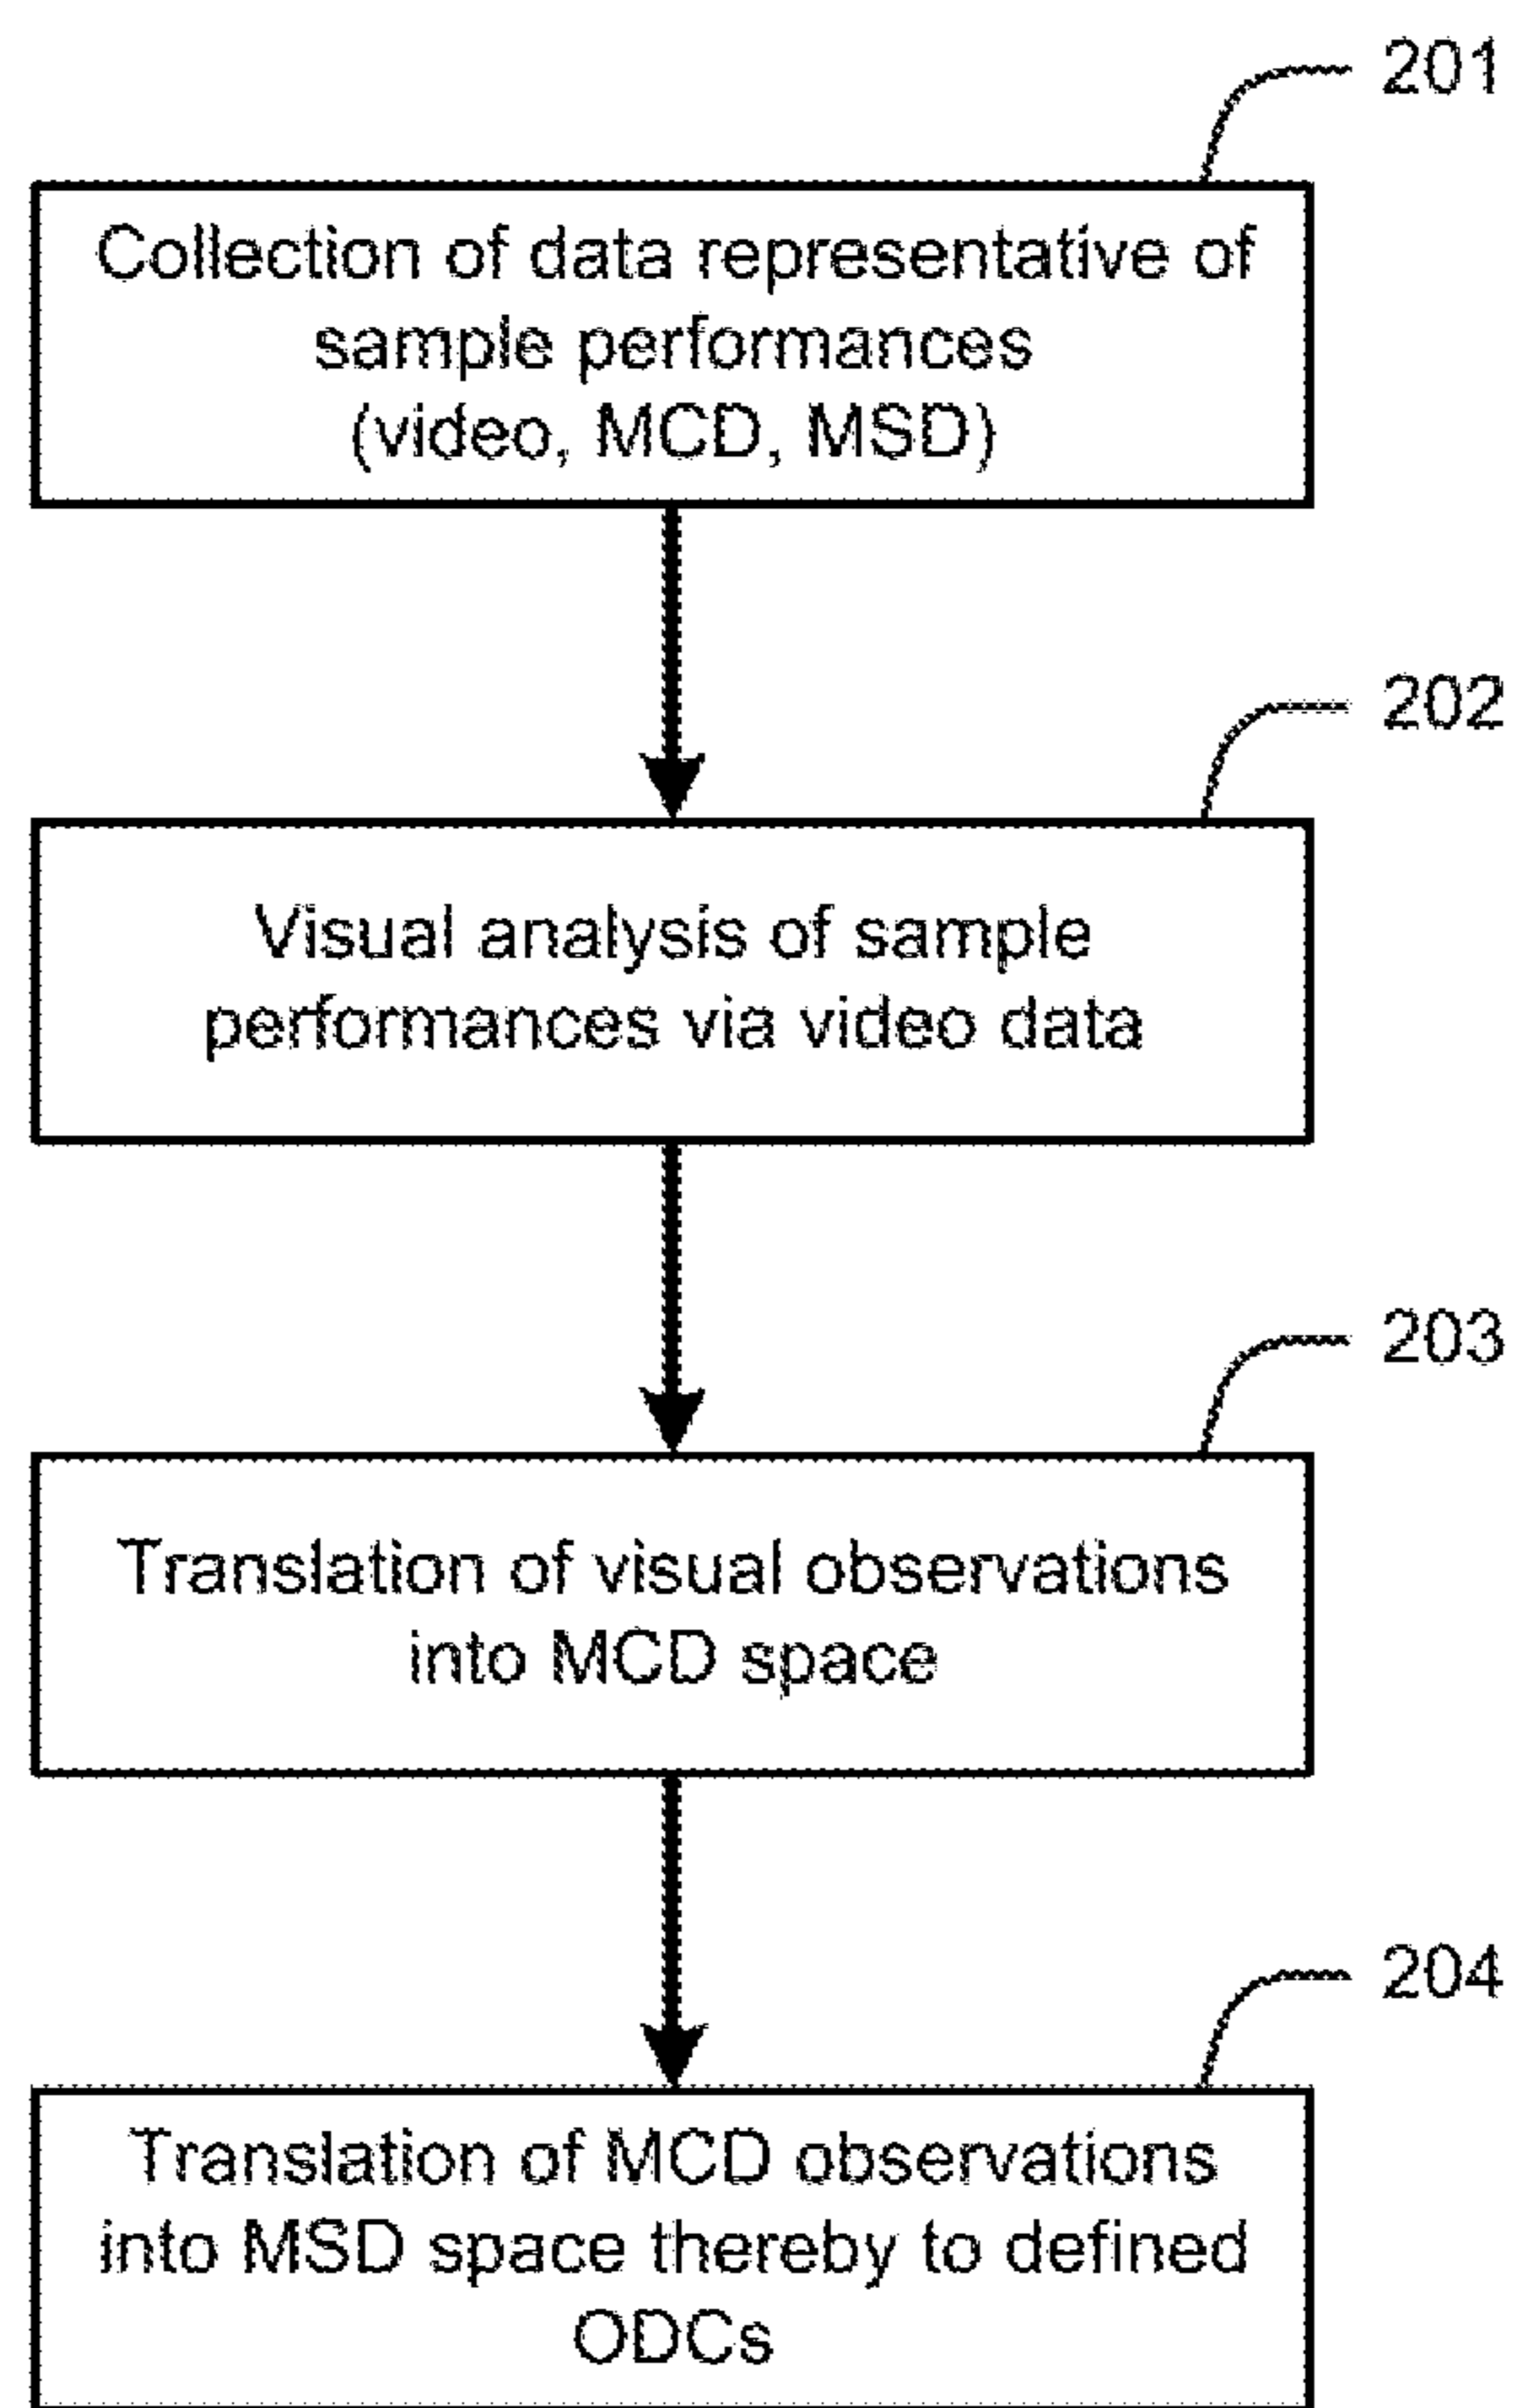 201
Collection of data representative of
sample performances
(video, MCD, MSD)
202
Visual analysis of sample
performances via video data
203
Translation of visual observations
into MCD space
204
Translation of MCD observations
into MSD space thereby to defined
ODCs